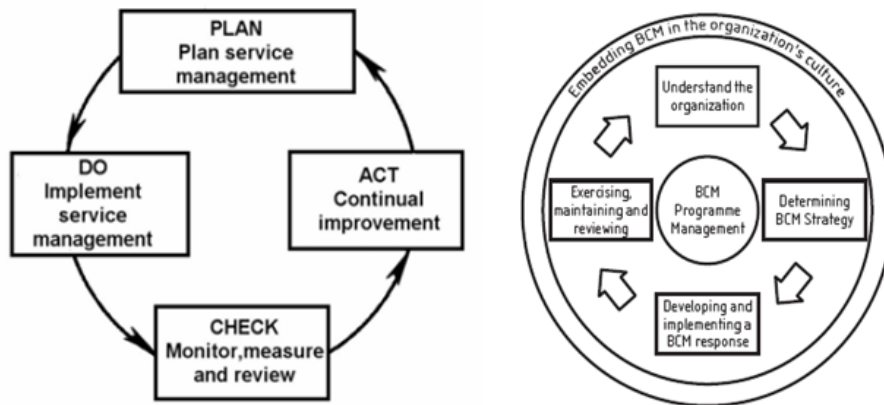 PLAN
Plan service
management
DO
Implement
service
management
ACT
Continual
improvement
CHECK
Monitor,measure
and review
Embedding BCM in the organization's culture
Understand the
organization
Exercising,
maintaining and
reviewing
BCM
Programme
Management
Determining
BCM Strategy
Developing and
implementing a
BCM response